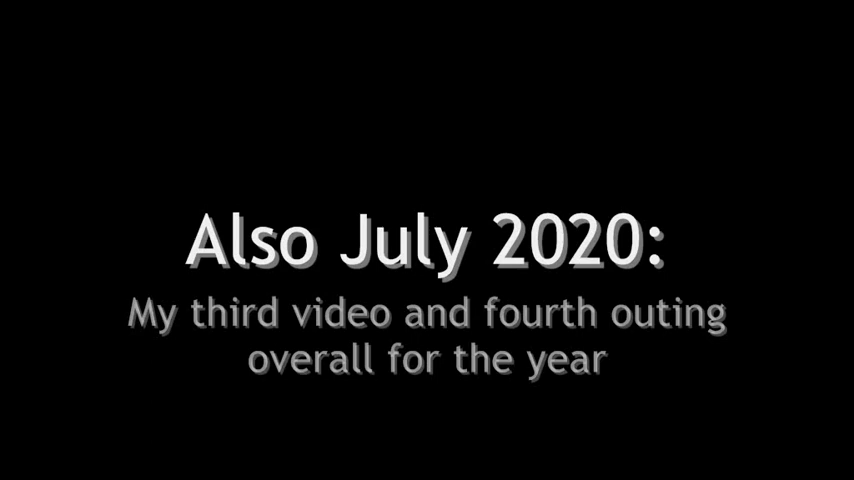 Also July 2020:
My third video and fourth outing
overall for the year